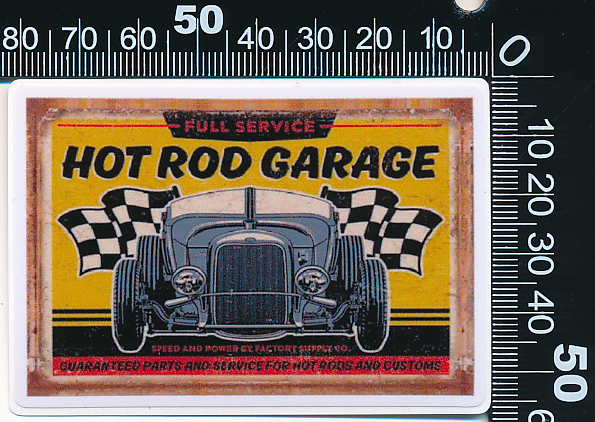 80 70 60 50 40 30 20 10 0
FULL SERVICE
HOT ROD GARAGE
SPEED AND POWER BY FACTORY SUPPLY CO.
GUARANTEED PARTS AND SERVICE FOR HOT RODS AND CUSTOMS
10
20
30
40
50